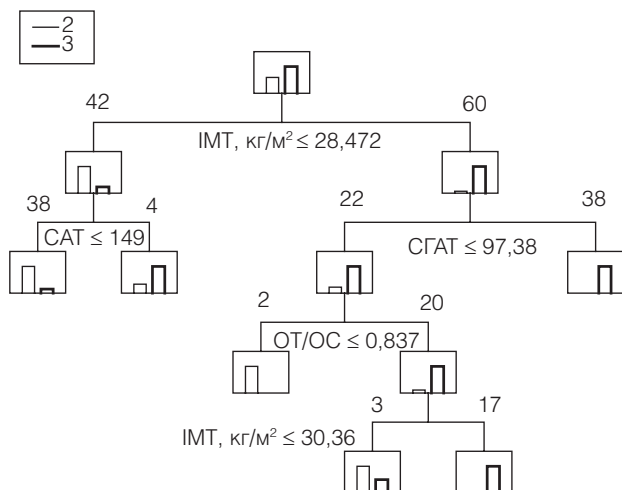 2
3
42
60
ІМТ, кг/м² ≤ 28,472
38
4
22
38
САТ ≤ 149
СГАТ ≤ 97,38
2
20
ОТ/ОС ≤ 0,837
3
17
ІМТ, кг/м² ≤ 30,36